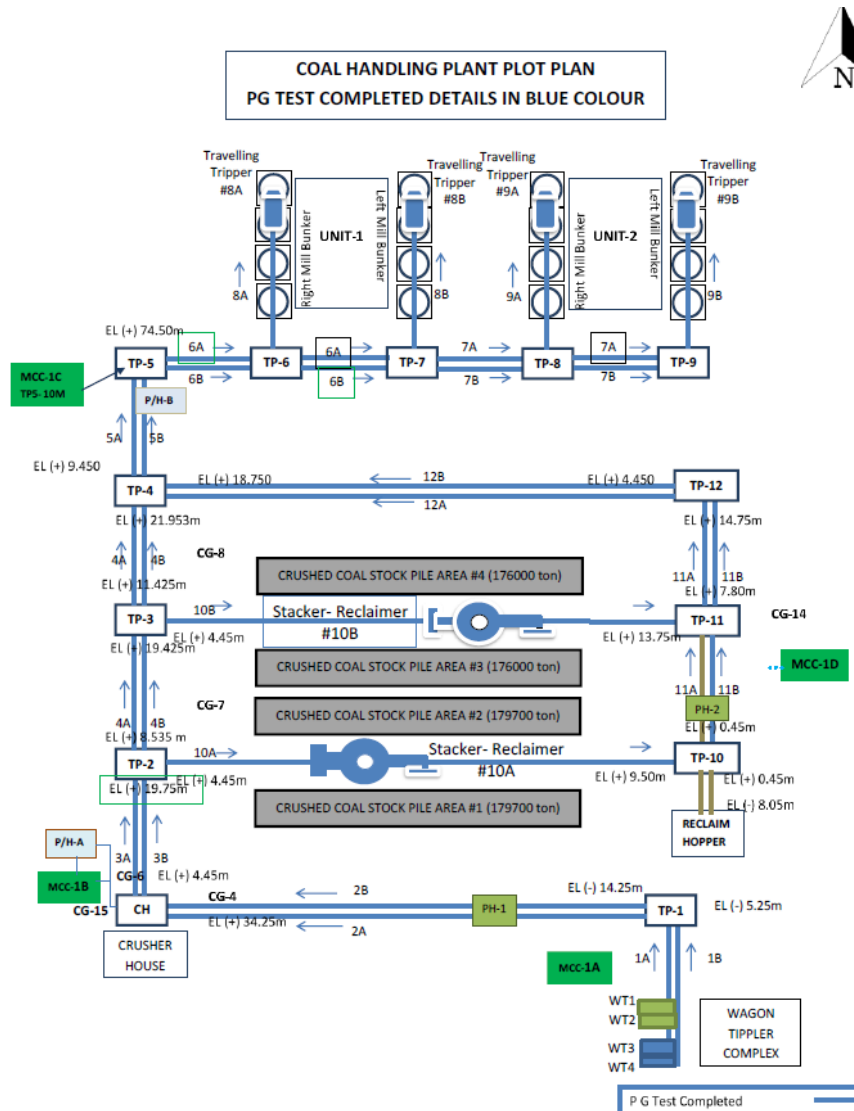 N
COAL HANDLING PLANT PLOT PLAN
PG TEST COMPLETED DETAILS IN BLUE COLOUR
Travelling
Tripper
#8A
Travelling
Tripper
#8B
Travelling
Tripper
#9A
Travelling
Tripper
#9B
Right Mill Bunker
UNIT-1
Left Mill Bunker
Right Mill Bunker
UNIT-2
Left Mill Bunker
8A
8B
9A
9B
EL (+) 74.50m
TP-5
6A
6B
TP-6
6A
6B
TP-7
7A
7B
TP-8
7A
7B
TP-9
MCC-1C
TP5- 10M
P/H-B
5A
5B
EL (+) 9.450
TP-4
EL (+) 18.750
12B
12A
EL (+) 4.450
TP-12
EL (+) 21.953m
EL (+) 14.75m
4A
4B
CG-8
11A
11B
EL (+) 11.425m
EL (+) 7.80m
CRUSHED COAL STOCK PILE AREA #4 (176000 ton)
TP-3
10B
Stacker- Reclaimer
#10B
TP-11
CG-14
EL (+) 4.45m
EL (+) 19.425m
EL (+) 13.75m
CRUSHED COAL STOCK PILE AREA #3 (176000 ton)
MCC-1D
11A
11B
4A
4B
CG-7
CRUSHED COAL STOCK PILE AREA #2 (179700 ton)
PH-2
EL (+) 0.45m
EL (+) 8.535 m
TP-2
10A
Stacker- Reclaimer
#10A
TP-10
EL (+) 4.45m
EL (+) 19.75m
EL (+) 9.50m
EL (+) 0.45m
EL (-) 8.05m
CRUSHED COAL STOCK PILE AREA #1 (179700 ton)
RECLAIM
HOPPER
P/H-A
3A
3B
CG-6
EL (+) 4.45m
MCC-1B
CG-15
CH
CG-4
2B
EL (-) 14.25m
PH-1
TP-1
EL (-) 5.25m
EL (+) 34.25m
2A
CRUSHER
HOUSE
MCC-1A
1A
1B
WT1
WT2
WT3
WT4
WAGON
TIPPLER
COMPLEX
P G Test Completed